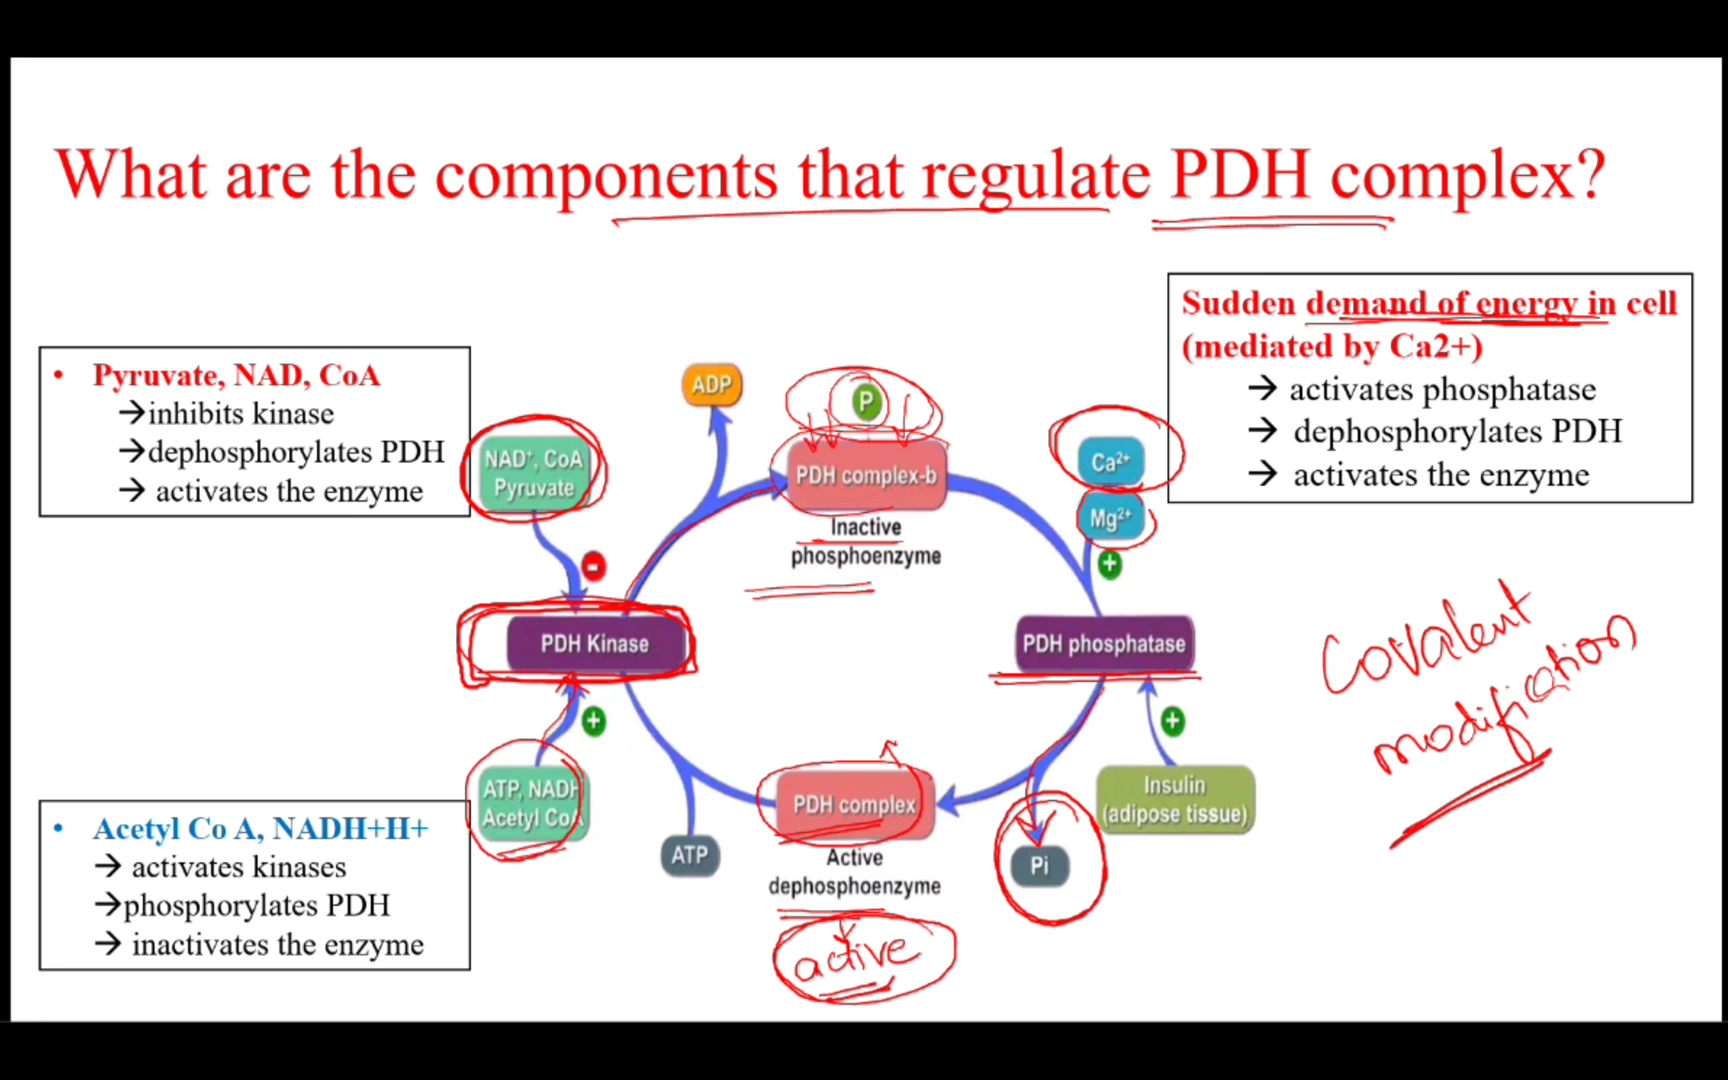 What are the components that regulate PDH complex?
Sudden demand of energy in cell
(mediated by Ca2+)
→ activates phosphatase
→ dephosphorylates PDH
→ activates the enzyme
• Pyruvate, NAD, CoA
→inhibits kinase
→dephosphorylates PDH
→ activates the enzyme
ADP
P
NAD⁺, CoA
Pyruvate
PDH complex-b
Inactive
phosphoenzyme
Ca²⁺
Mg²⁺
+
-
PDH Kinase
PDH phosphatase
Covalent
modification
+
+
ATP, NADH
Acetyl CoA
PDH complex
Insulin
(adipose tissue)
ATP
Active
dephosphoenzyme
Pi
active
• Acetyl Co A, NADH+H+
→ activates kinases
→phosphorylates PDH
→ inactivates the enzyme